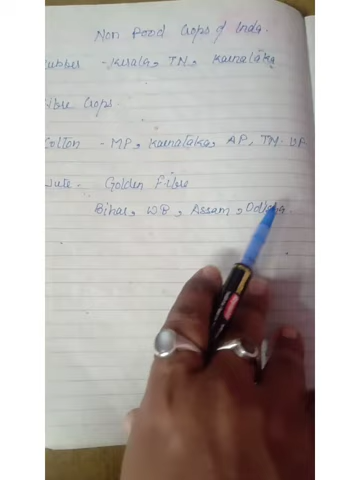 Non Food Crops of India.
Rubber - Kerala, TN, Karnataka
Fibre Crops.
Cotton - MP, Karnataka, AP, TN. UP
Jute - Golden Fibre
Bihar, WB, Assam, Odisha.